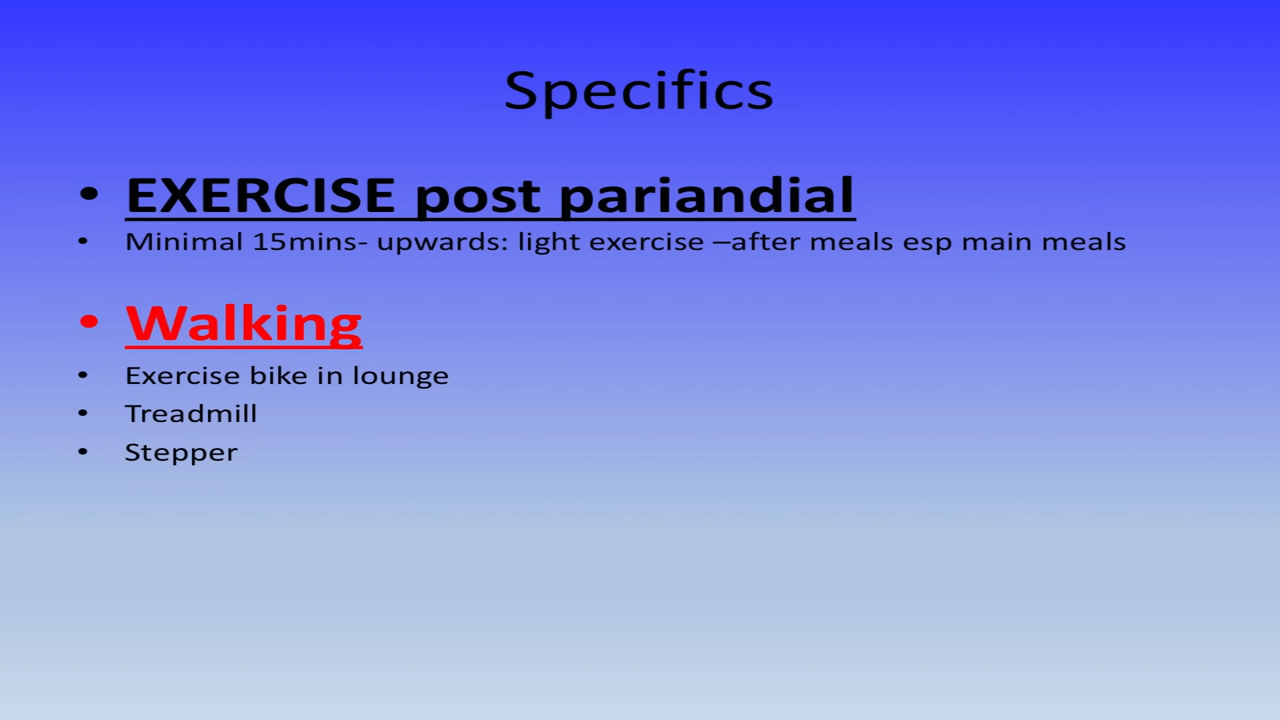 Specifics
• EXERCISE post pariandial
• Minimal 15mins- upwards: light exercise –after meals esp main meals
• Walking
• Exercise bike in lounge
• Treadmill
• Stepper